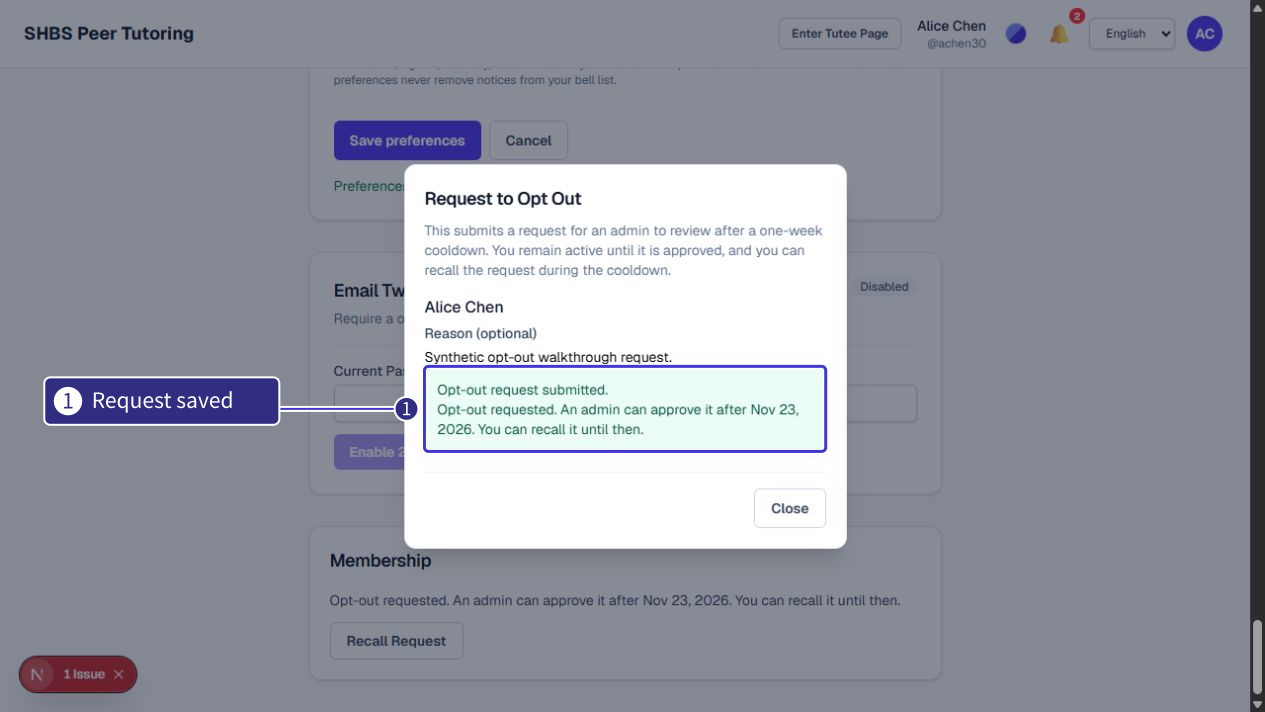 SHBS Peer Tutoring
Enter Tutee Page
Alice Chen
@achen30
2
English
AC
preferences never remove notices from your bell list.
Save preferences
Cancel
Preferences
Request to Opt Out
This submits a request for an admin to review after a one-week
cooldown. You remain active until it is approved, and you can
recall the request during the cooldown.
Email Tw
Disabled
Require a o
Alice Chen
Reason (optional)
Synthetic opt-out walkthrough request.
Current Pas
1 Request saved
1
Opt-out request submitted.
Opt-out requested. An admin can approve it after Nov 23,
2026. You can recall it until then.
Enable 2
Close
Membership
Opt-out requested. An admin can approve it after Nov 23, 2026. You can recall it until then.
Recall Request
N 1 Issue